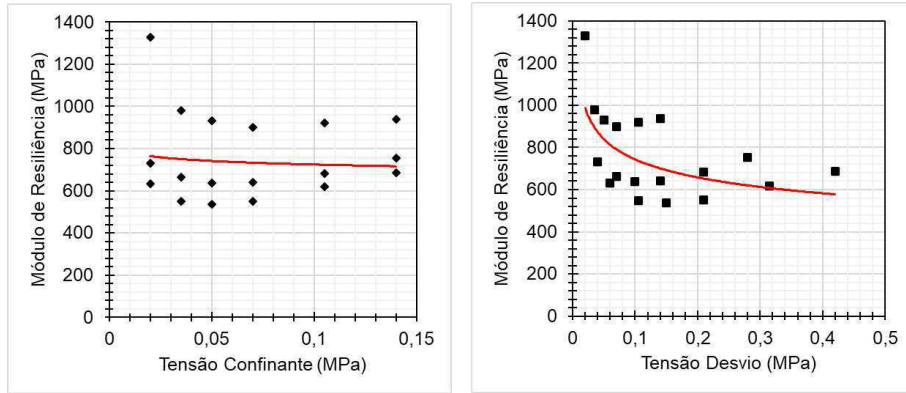 Módulo de Resiliência (MPa)
1400
1200
1000
800
600
400
200
0
0 0,05 0,1 0,15
Tensão Confinante (MPa)
Módulo de Resiliência (MPa)
1400
1200
1000
800
600
400
200
0
0 0,1 0,2 0,3 0,4 0,5
Tensão Desvio (MPa)